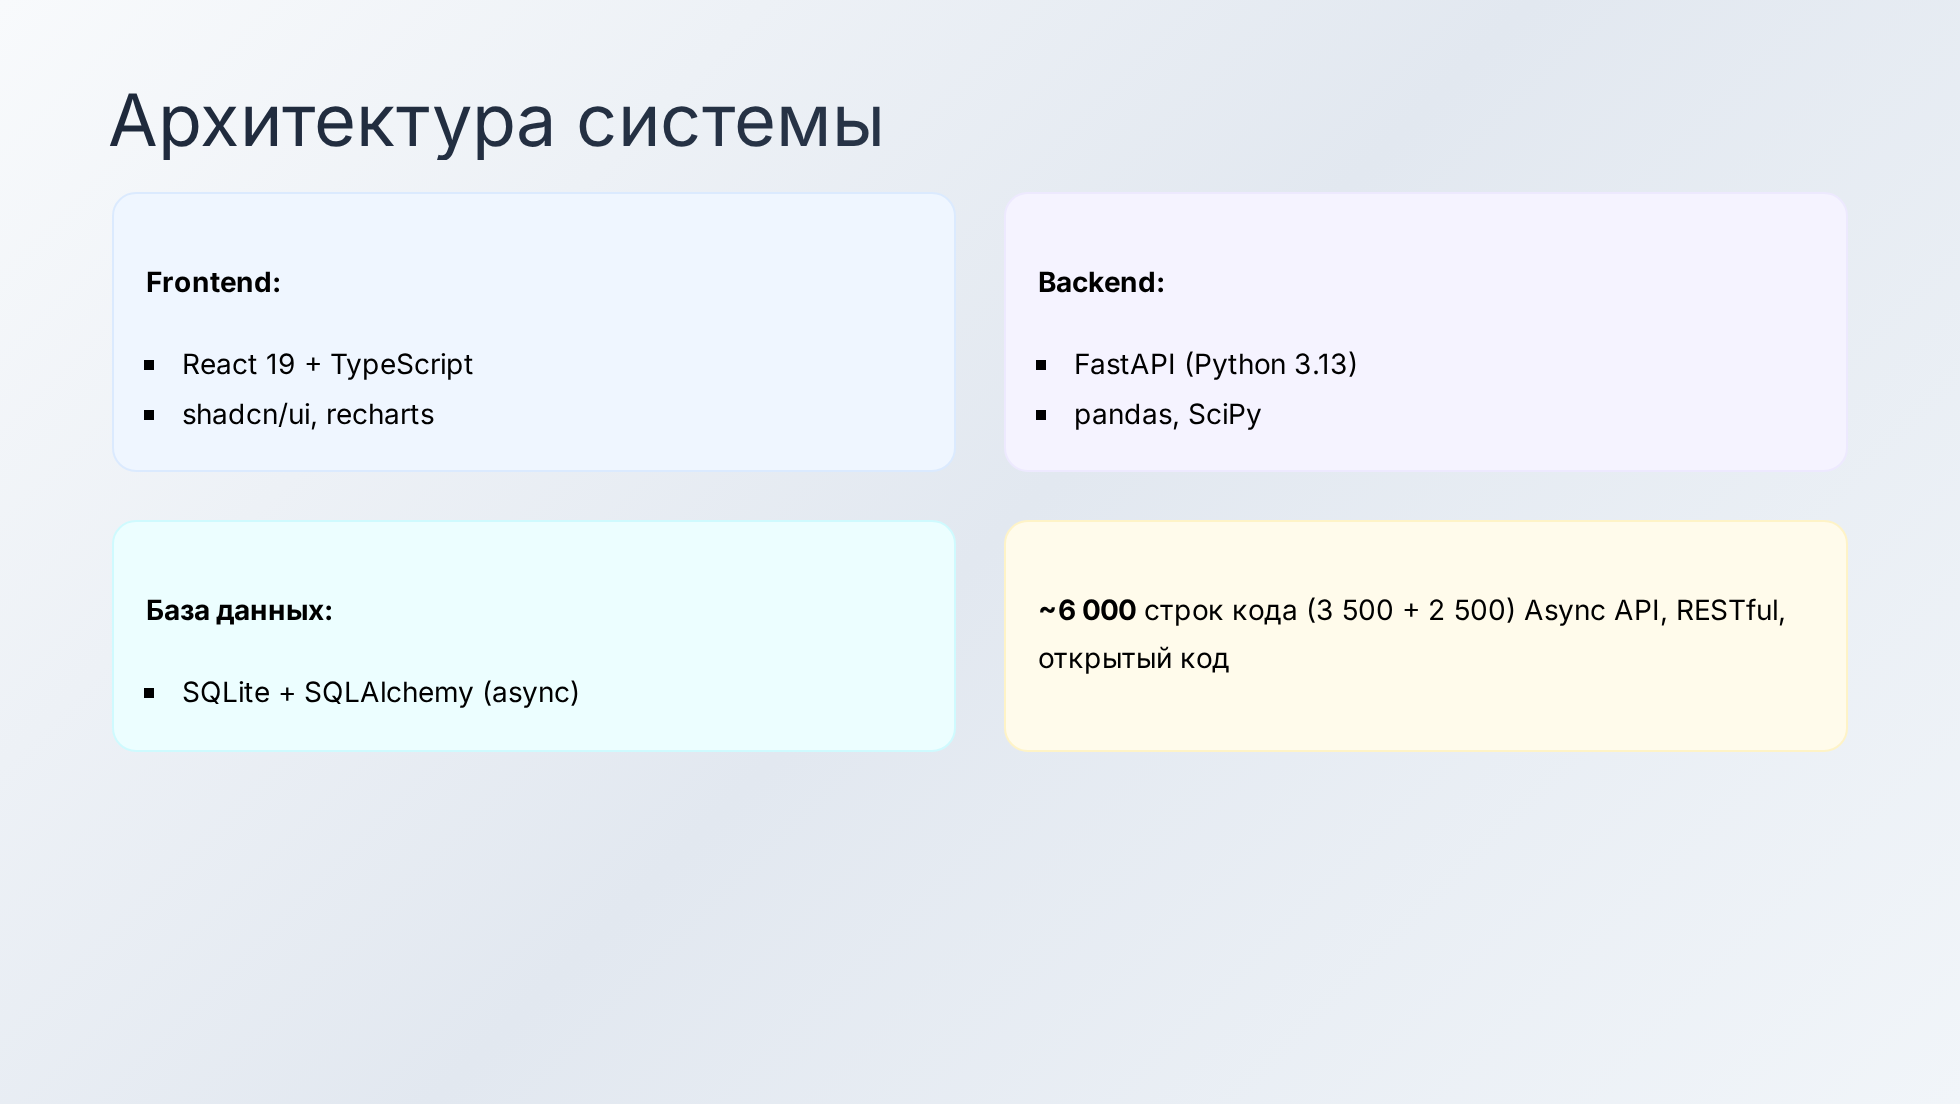 Архитектура системы
Frontend:
▪ React 19 + TypeScript
▪ shadcn/ui, recharts
Backend:
▪ FastAPI (Python 3.13)
▪ pandas, SciPy
База данных:
▪ SQLite + SQLAlchemy (async)
~6 000 строк кода (3 500 + 2 500) Async API, RESTful,
открытый код